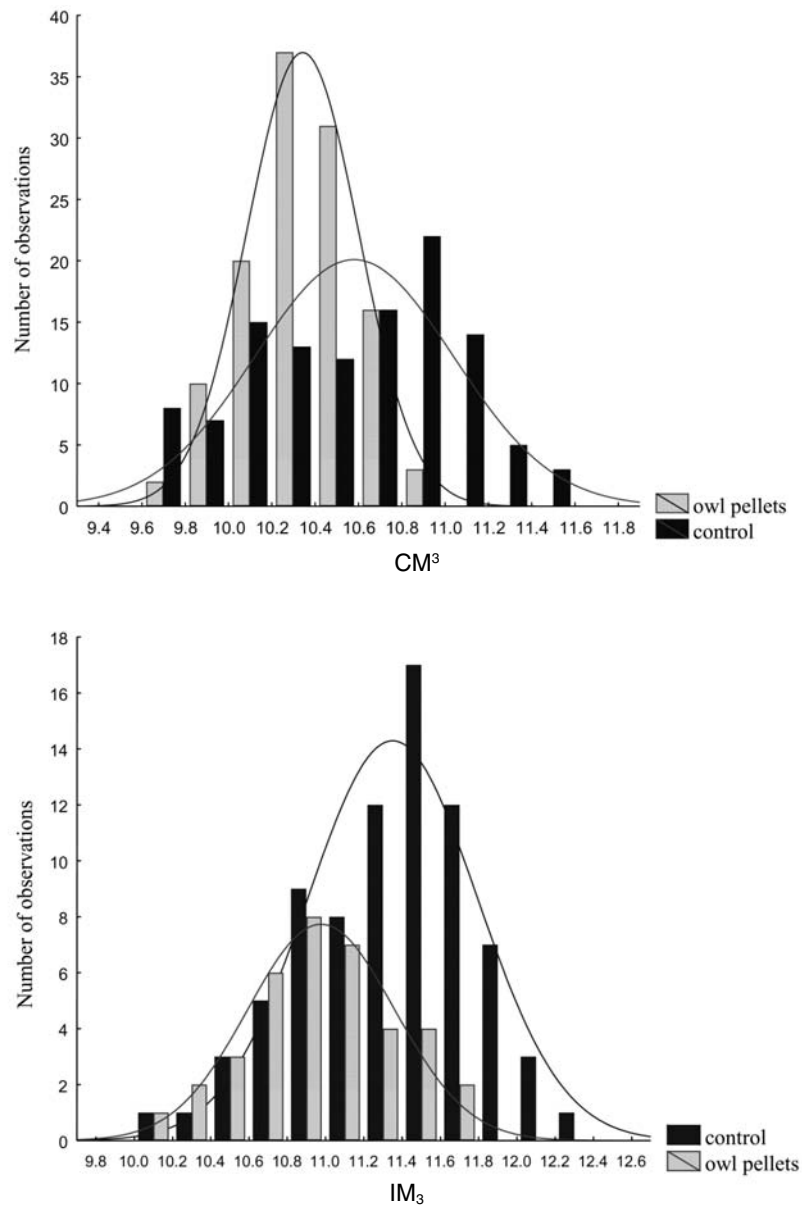 40
35
30
25
20
15
10
5
0
Number of observations
9.4 9.6 9.8 10.0 10.2 10.4 10.6 10.8 11.0 11.2 11.4 11.6 11.8
owl pellets
control
CM³
18
16
14
12
10
8
6
4
2
0
Number of observations
9.8 10.0 10.2 10.4 10.6 10.8 11.0 11.2 11.4 11.6 11.8 12.0 12.2 12.4 12.6
control
owl pellets
IM₃